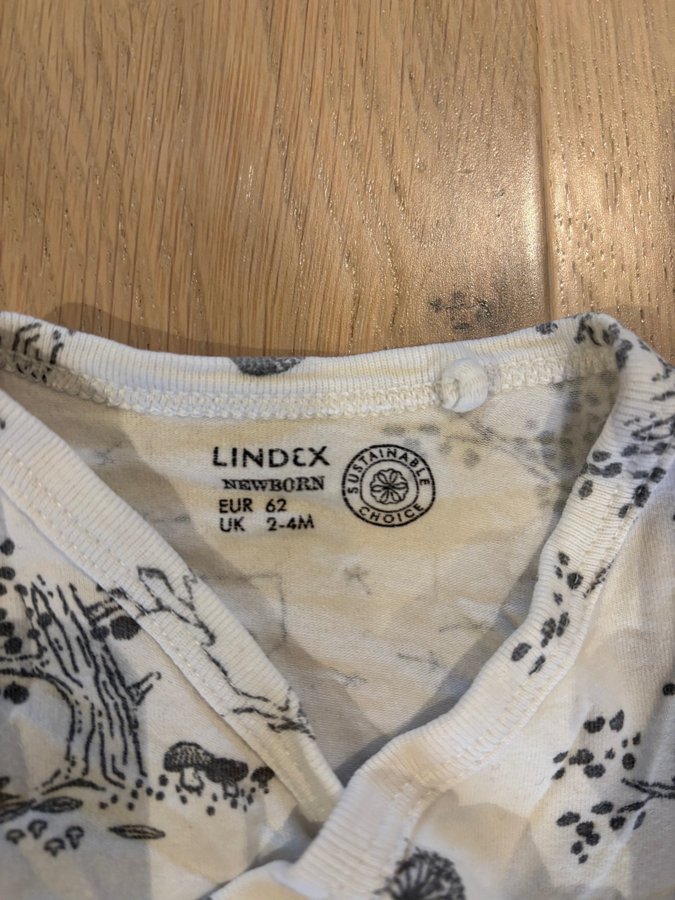 LINDEX
NEWBORN
EUR 62
UK 2-4M
SUSTAINABLE
CHOICE